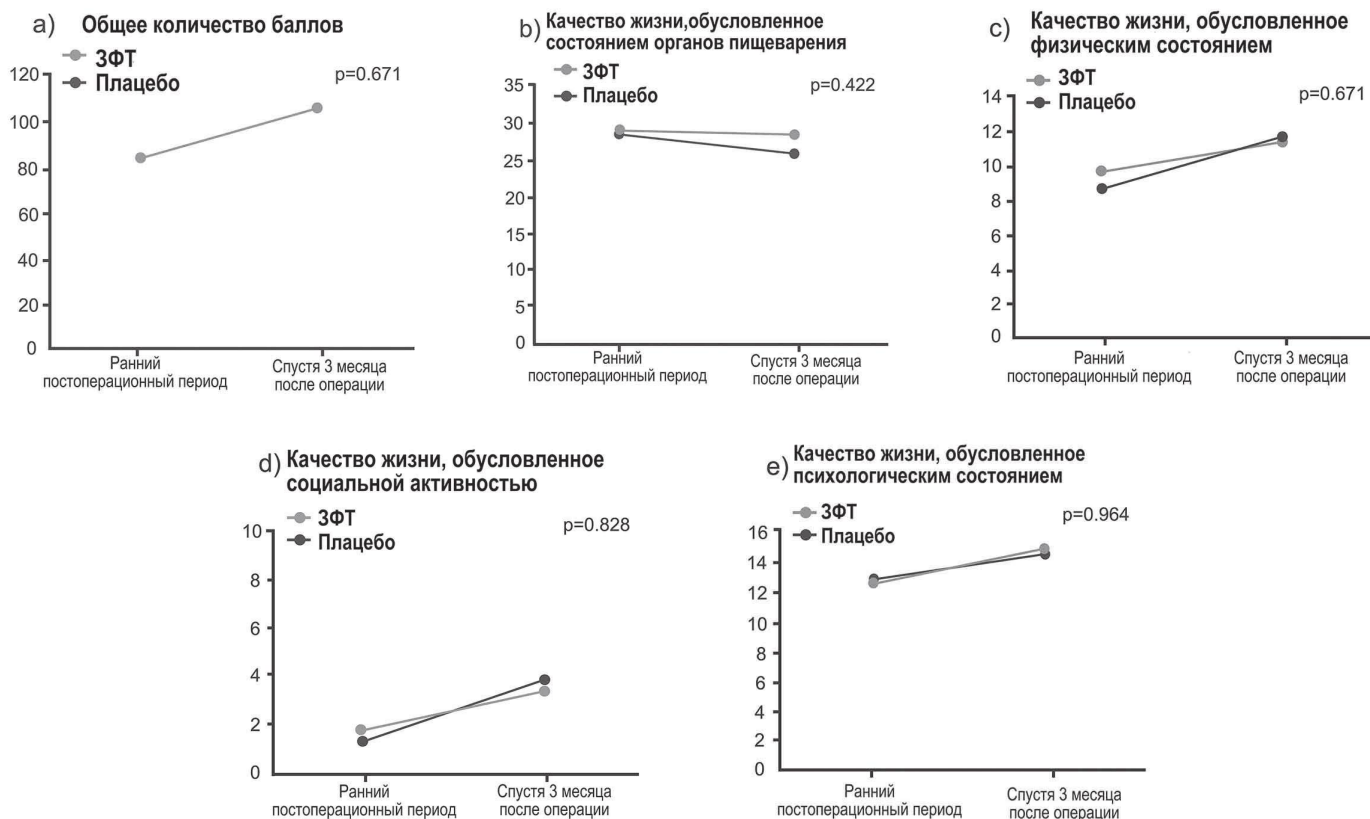 a) Общее количество баллов
ЗФТ
Плацебо
p=0.671
120
100
80
60
40
20
0
Ранний
постоперационный период
Спустя 3 месяца
после операции
b) Качество жизни,обусловленное
состоянием органов пищеварения
ЗФТ
Плацебо
p=0.422
35
30
25
20
15
10
5
0
Ранний
постоперационный период
Спустя 3 месяца
после операции
c) Качество жизни, обусловленное
физическим состоянием
ЗФТ
Плацебо
p=0.671
14
12
10
8
6
4
2
0
Ранний
постоперационный период
Спустя 3 месяца
после операции
d) Качество жизни, обусловленное
социальной активностью
ЗФТ
Плацебо
p=0.828
10
8
6
4
2
0
Ранний
постоперационный период
Спустя 3 месяца
после операции
e) Качество жизни, обусловленное
психологическим состоянием
ЗФТ
Плацебо
p=0.964
16
14
12
10
8
6
4
2
0
Ранний
постоперационный период
Спустя 3 месяца
после операции